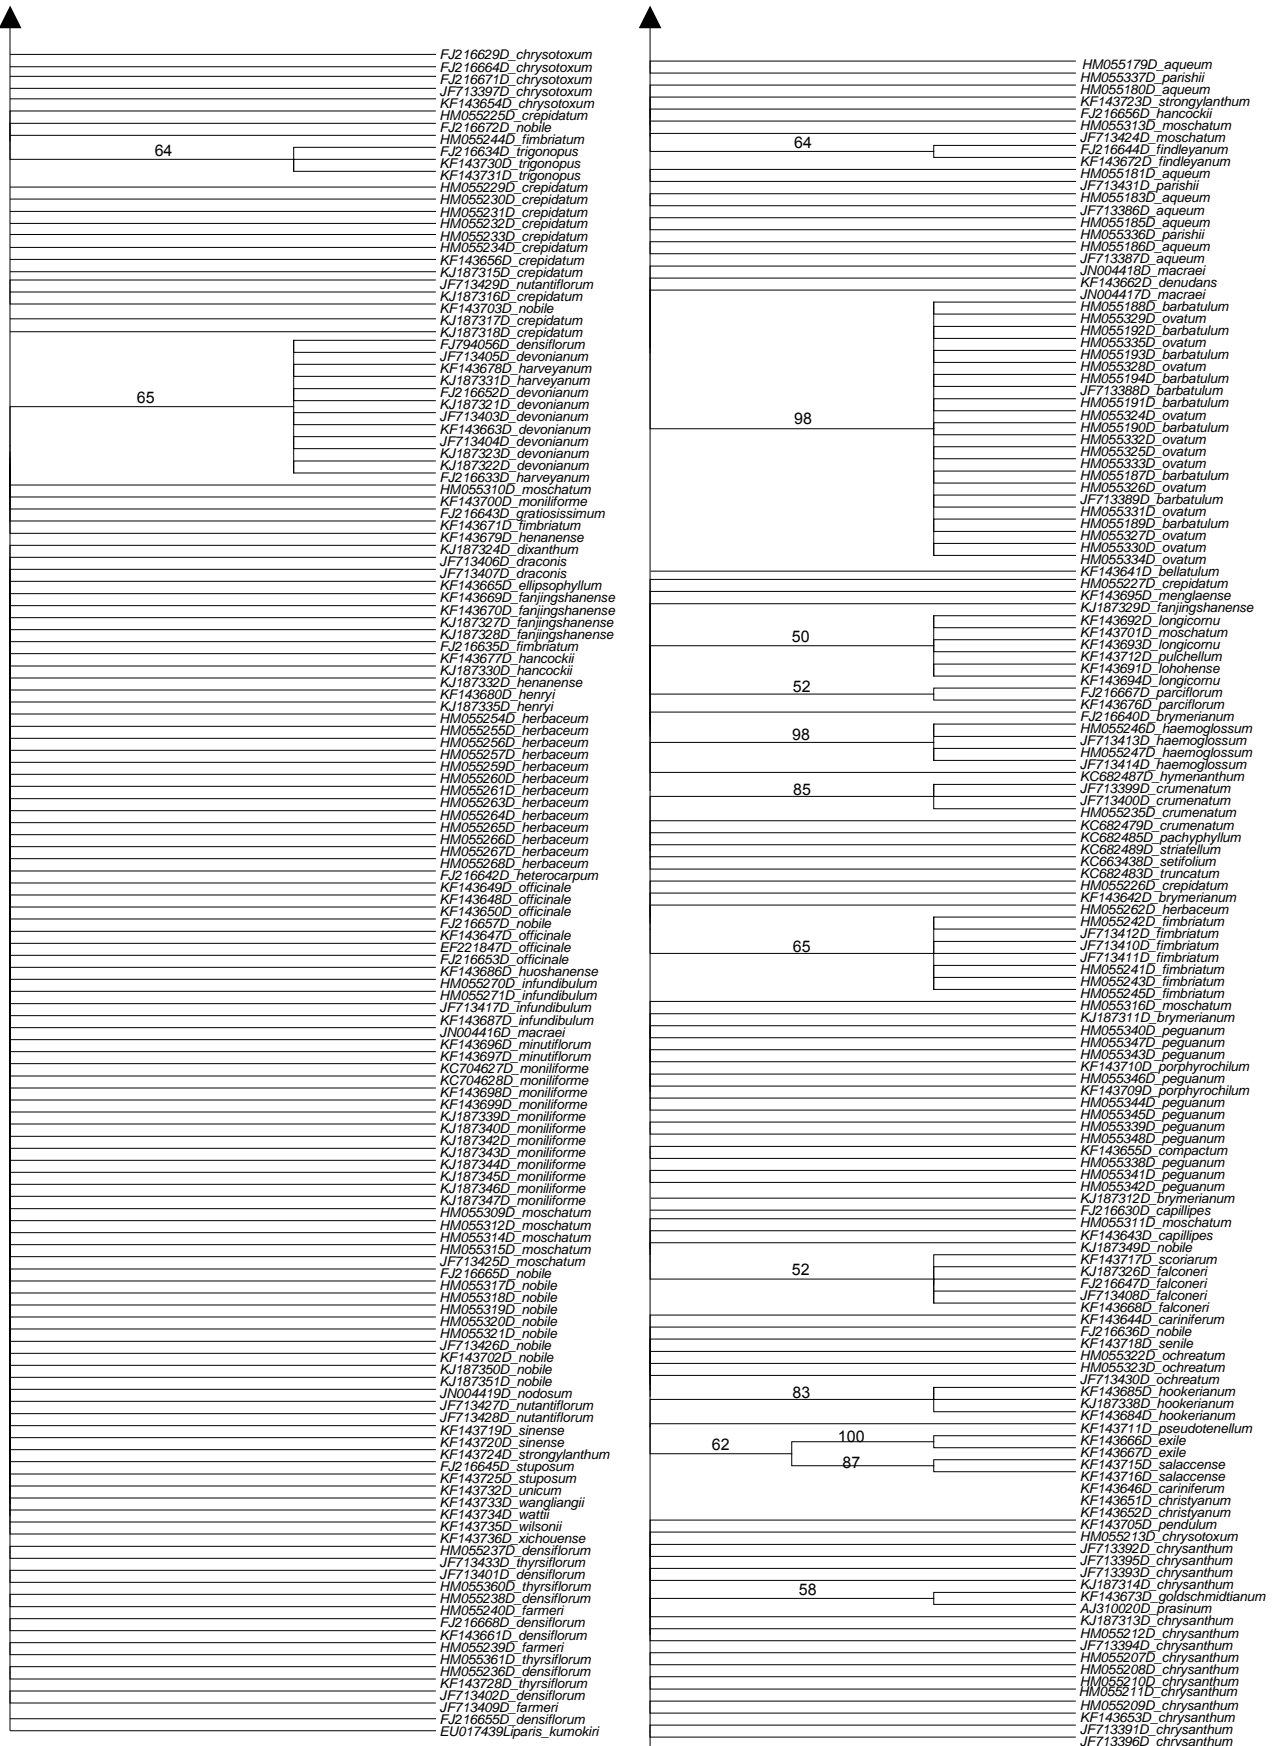 FJ216629D_chrysotoxum
FJ216664D_chrysotoxum
FJ216671D_chrysotoxum
JF713397D_chrysotoxum
KF143654D_chrysotoxum
HM055225D_crepidatum
FJ216672D_nobile
HM055244D_fimbriatum
64
FJ216634D_trigonopus
KF143730D_trigonopus
KF143731D_trigonopus
HM055229D_crepidatum
HM055230D_crepidatum
HM055231D_crepidatum
HM055232D_crepidatum
HM055233D_crepidatum
HM055234D_crepidatum
KF143656D_crepidatum
KJ187315D_crepidatum
JF713429D_nutantiflorum
KJ187316D_crepidatum
KF143703D_nobile
KJ187317D_crepidatum
KJ187318D_crepidatum
FJ794056D_densiflorum
JF713405D_devonianum
KF143678D_harveyanum
KJ187331D_harveyanum
FJ216652D_devonianum
65
KJ187321D_devonianum
JF713403D_devonianum
KF143663D_devonianum
JF713404D_devonianum
KJ187323D_devonianum
KJ187322D_devonianum
FJ216633D_harveyanum
HM055310D_moschatum
KF143700D_moniliforme
FJ216643D_gratiosissimum
KF143671D_fimbriatum
KF143679D_henanense
KJ187324D_dixanthum
JF713406D_draconis
JF713407D_draconis
KF143665D_ellipsophyllum
KF143669D_fanjingshanense
KF143670D_fanjingshanense
KJ187327D_fanjingshanense
KJ187328D_fanjingshanense
FJ216635D_fimbriatum
KF143677D_hancockii
KJ187330D_hancockii
KJ187332D_henanense
KF143680D_henryi
KJ187335D_henryi
HM055254D_herbaceum
HM055255D_herbaceum
HM055256D_herbaceum
HM055257D_herbaceum
HM055259D_herbaceum
HM055260D_herbaceum
HM055261D_herbaceum
HM055263D_herbaceum
HM055264D_herbaceum
HM055265D_herbaceum
HM055266D_herbaceum
HM055267D_herbaceum
HM055268D_herbaceum
FJ216642D_heterocarpum
KF143649D_officinale
KF143648D_officinale
KF143650D_officinale
FJ216657D_nobile
KF143647D_officinale
EF221847D_officinale
FJ216653D_officinale
KF143686D_huoshanense
HM055270D_infundibulum
HM055271D_infundibulum
JF713417D_infundibulum
KF143687D_infundibulum
JN004416D_macraei
KF143696D_minutiflorum
KF143697D_minutiflorum
KC704627D_moniliforme
KC704628D_moniliforme
KF143698D_moniliforme
KF143699D_moniliforme
KJ187339D_moniliforme
KJ187340D_moniliforme
KJ187342D_moniliforme
KJ187343D_moniliforme
KJ187344D_moniliforme
KJ187345D_moniliforme
KJ187346D_moniliforme
KJ187347D_moniliforme
HM055309D_moschatum
HM055312D_moschatum
HM055314D_moschatum
HM055315D_moschatum
JF713425D_moschatum
FJ216665D_nobile
HM055317D_nobile
HM055318D_nobile
HM055319D_nobile
HM055320D_nobile
HM055321D_nobile
JF713426D_nobile
KF143702D_nobile
KJ187350D_nobile
KJ187351D_nobile
JN004419D_nodosum
JF713427D_nutantiflorum
JF713428D_nutantiflorum
KF143719D_sinense
KF143720D_sinense
KF143724D_strongylanthum
FJ216645D_stuposum
KF143725D_stuposum
KF143732D_unicum
KF143733D_wangliangii
KF143734D_wattii
KF143735D_wilsonii
KF143736D_xichouense
HM055237D_densiflorum
JF713433D_thyrsiflorum
JF713401D_densiflorum
HM055360D_thyrsiflorum
HM055238D_densiflorum
HM055240D_farmeri
FJ216668D_densiflorum
KF143661D_densiflorum
HM055239D_farmeri
HM055361D_thyrsiflorum
HM055236D_densiflorum
KF143728D_thyrsiflorum
JF713402D_densiflorum
JF713409D_farmeri
FJ216655D_densiflorum
EU017439Liparis_kumokiri
HM055179D_aqueum
HM055337D_parishii
HM055180D_aqueum
KF143723D_strongylanthum
FJ216656D_hancockii
HM055313D_moschatum
JF713424D_moschatum
64
FJ216644D_findleyanum
KF143672D_findleyanum
HM055181D_aqueum
JF713431D_parishii
HM055183D_aqueum
JF713386D_aqueum
HM055185D_aqueum
HM055336D_parishii
HM055186D_aqueum
JF713387D_aqueum
JN004418D_macraei
KF143662D_denudans
JN004417D_macraei
HM055188D_barbatulum
HM055329D_ovatum
HM055192D_barbatulum
HM055335D_ovatum
HM055193D_barbatulum
HM055328D_ovatum
HM055194D_barbatulum
JF713388D_barbatulum
HM055191D_barbatulum
HM055324D_ovatum
98
HM055190D_barbatulum
HM055332D_ovatum
HM055325D_ovatum
HM055333D_ovatum
HM055187D_barbatulum
HM055326D_ovatum
JF713389D_barbatulum
HM055331D_ovatum
HM055189D_barbatulum
HM055327D_ovatum
HM055330D_ovatum
HM055334D_ovatum
KF143641D_bellatulum
HM055227D_crepidatum
KF143695D_menglaense
KJ187329D_fanjingshanense
KF143692D_longicornu
KF143701D_moschatum
50
KF143693D_longicornu
KF143712D_pulchellum
KF143691D_lohohense
KF143694D_longicornu
52
FJ216667D_parciflorum
KF143676D_parciflorum
FJ216640D_brymerianum
HM055246D_haemoglossum
98
JF713413D_haemoglossum
HM055247D_haemoglossum
JF713414D_haemoglossum
KC682487D_hymenanthum
85
JF713399D_crumenatum
JF713400D_crumenatum
HM055235D_crumenatum
KC682479D_crumenatum
KC682485D_pachyphyllum
KC682489D_striatellum
KC663438D_setifolium
KC682483D_truncatum
HM055226D_crepidatum
KF143642D_brymerianum
HM055262D_herbaceum
HM055242D_fimbriatum
JF713412D_fimbriatum
65
JF713410D_fimbriatum
JF713411D_fimbriatum
HM055241D_fimbriatum
HM055243D_fimbriatum
HM055245D_fimbriatum
HM055316D_moschatum
KJ187311D_brymerianum
HM055340D_peguanum
HM055347D_peguanum
HM055343D_peguanum
KF143710D_porphyrochilum
HM055346D_peguanum
KF143709D_porphyrochilum
HM055344D_peguanum
HM055345D_peguanum
HM055339D_peguanum
HM055348D_peguanum
KF143655D_compactum
HM055338D_peguanum
HM055341D_peguanum
HM055342D_peguanum
KJ187312D_brymerianum
FJ216630D_capillipes
HM055311D_moschatum
KF143643D_capillipes
KJ187349D_nobile
KF143717D_scoriarum
52
KJ187326D_falconeri
FJ216647D_falconeri
JF713408D_falconeri
KF143668D_falconeri
KF143644D_cariniferum
FJ216636D_nobile
KF143718D_senile
HM055322D_ochreatum
HM055323D_ochreatum
JF713430D_ochreatum
83
KF143685D_hookerianum
KJ187338D_hookerianum
KF143684D_hookerianum
KF143711D_pseudotenellum
62
100
KF143666D_exile
KF143667D_exile
87
KF143715D_salaccense
KF143716D_salaccense
KF143646D_cariniferum
KF143651D_christyanum
KF143652D_christyanum
KF143705D_pendulum
HM055213D_chrysotoxum
JF713392D_chrysanthum
JF713395D_chrysanthum
JF713393D_chrysanthum
KJ187314D_chrysanthum
58
KF143673D_goldschmidtianum
AJ310020D_prasinum
KJ187313D_chrysanthum
HM055212D_chrysanthum
JF713394D_chrysanthum
HM055207D_chrysanthum
HM055208D_chrysanthum
HM055210D_chrysanthum
HM055211D_chrysanthum
HM055209D_chrysanthum
KF143653D_chrysanthum
JF713391D_chrysanthum
JF713396D_chrysanthum